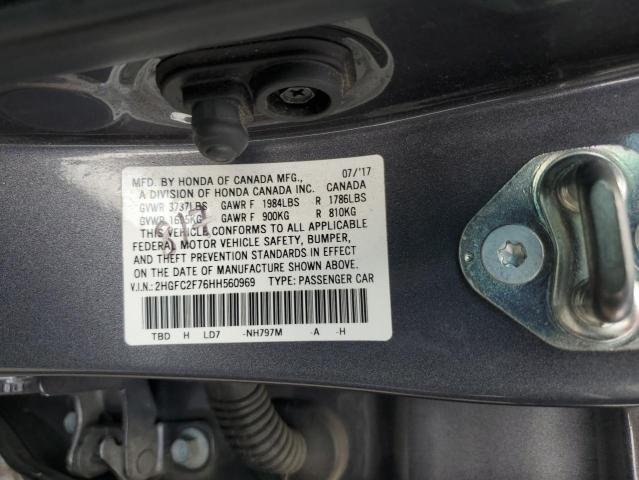 MFD. BY HONDA OF CANADA MFG., 07/'17
A DIVISION OF HONDA CANADA INC. CANADA
GVWR 3737LBS GAWR F 1984LBS R 1786LBS
GVWR 1695KG GAWR F 900KG R 810KG
THIS VEHICLE CONFORMS TO ALL APPLICABLE
FEDERAL MOTOR VEHICLE SAFETY, BUMPER,
AND THEFT PREVENTION STANDARDS IN EFFECT
ON THE DATE OF MANUFACTURE SHOWN ABOVE.
V.I.N.: 2HGFC2F76HH560969 TYPE: PASSENGER CAR
TBD H LD7 -NH797M -A -H